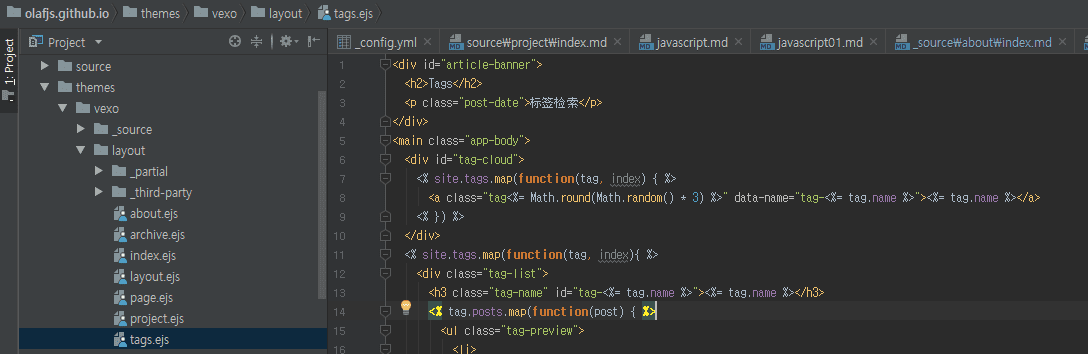 olafjs.github.io themes vexo layout tags.ejs
1: Project
Project
_config.yml source₩project₩index.md javascript.md javascript01.md _source₩about₩index.md
source
themes
vexo
_source
layout
_partial
_third-party
about.ejs
archive.ejs
index.ejs
layout.ejs
page.ejs
project.ejs
tags.ejs
1 <div id="article-banner">
2 <h2>Tags</h2>
3 <p class="post-date">标签检索</p>
4 </div>
5 <main class="app-body">
6 <div id="tag-cloud">
7 <% site.tags.map(function(tag, index) { %>
8 <a class="tag<%= Math.round(Math.random() * 3) %>" data-name="tag-<%= tag.name %>"><%= tag.name %></a>
9 <% }) %>
10 </div>
11 <% site.tags.map(function(tag, index){ %>
12 <div class="tag-list">
13 <h3 class="tag-name" id="tag-<%= tag.name %>"><%= tag.name %></h3>
14 <% tag.posts.map(function(post) { %>
15 <ul class="tag-preview">
16 <li>